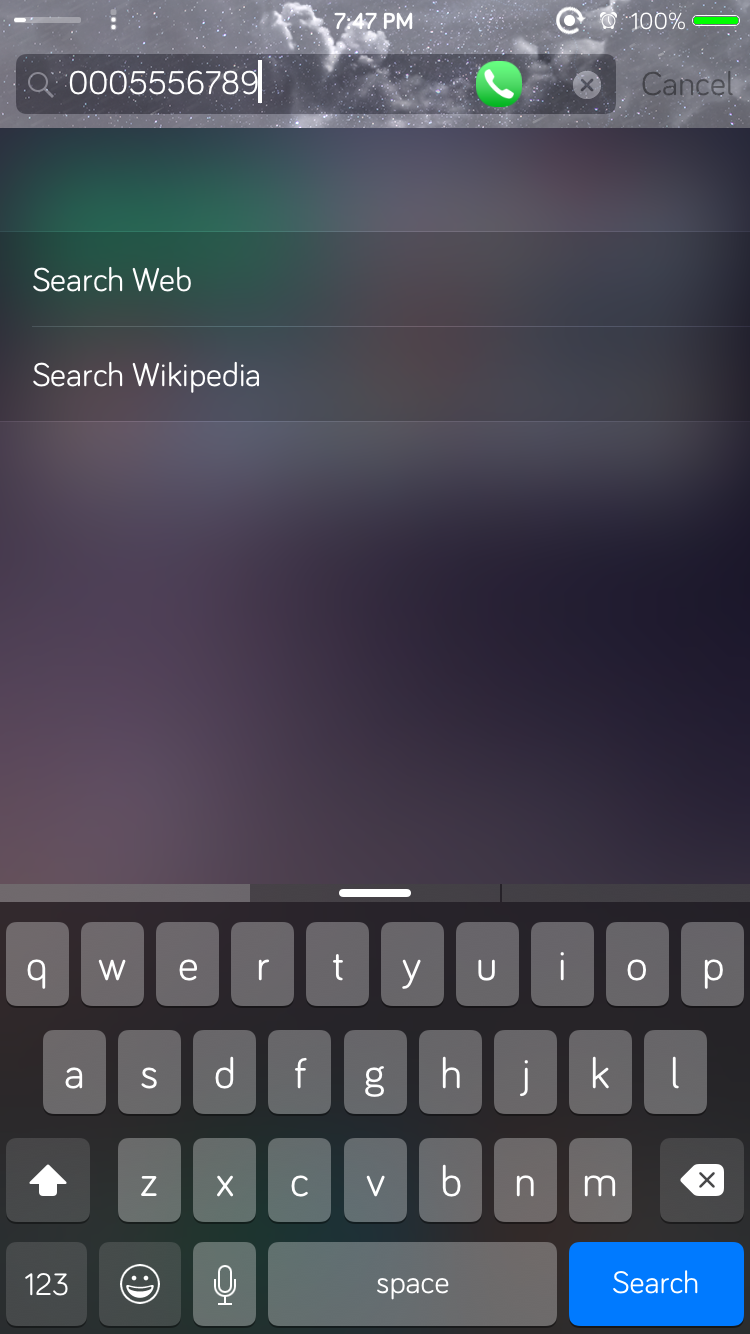 7:47 PM 100%
0005556789 Cancel
Search Web
Search Wikipedia
q w e r t y u i o p
a s d f g h j k l
z x c v b n m
123 space Search